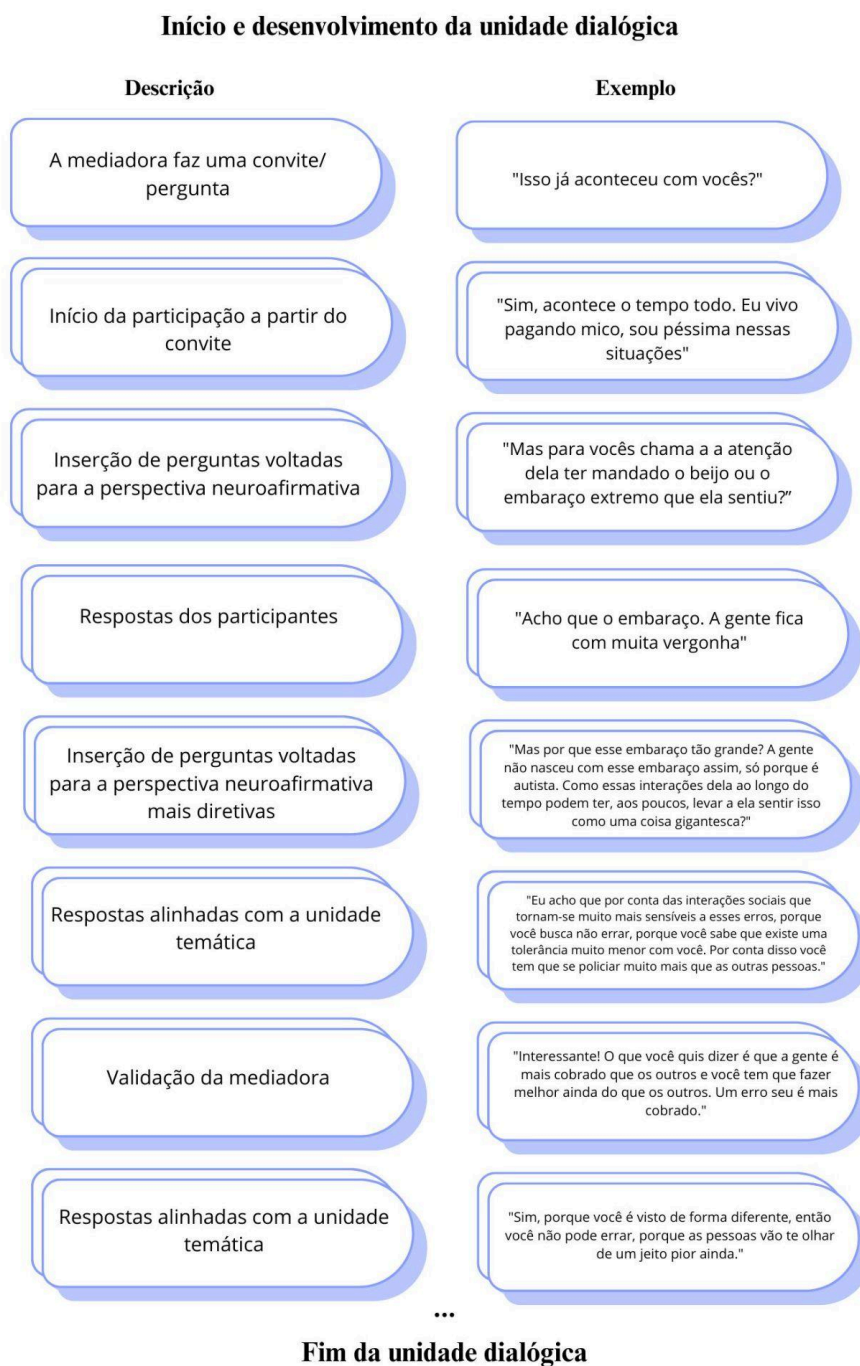 Início e desenvolvimento da unidade dialógica
Descrição
Exemplo
A mediadora faz uma convite/
pergunta
"Isso já aconteceu com vocês?"
Início da participação a partir do
convite
"Sim, acontece o tempo todo. Eu vivo
pagando mico, sou péssima nessas
situações"
Inserção de perguntas voltadas
para a perspectiva neuroafirmativa
"Mas para vocês chama a a atenção
dela ter mandado o beijo ou o
embaraço extremo que ela sentiu?”
Respostas dos participantes
"Acho que o embaraço. A gente fica
com muita vergonha"
Inserção de perguntas voltadas
para a perspectiva neuroafirmativa
mais diretivas
"Mas por que esse embaraço tão grande? A gente
não nasceu com esse embaraço assim, só porque é
autista. Como essas interações dela ao longo do
tempo podem ter, aos poucos, levar a ela sentir isso
como uma coisa gigantesca?"
Respostas alinhadas com a unidade
temática
"Eu acho que por conta das interações sociais que
tornam-se muito mais sensíveis a esses erros, porque
você busca não errar, porque você sabe que existe uma
tolerância muito menor com você. Por conta disso você
tem que se policiar muito mais que as outras pessoas."
Validação da mediadora
"Interessante! O que você quis dizer é que a gente é
mais cobrado que os outros e você tem que fazer
melhor ainda do que os outros. Um erro seu é mais
cobrado."
Respostas alinhadas com a unidade
temática
"Sim, porque você é visto de forma diferente, então
você não pode errar, porque as pessoas vão te olhar
de um jeito pior ainda."
...
Fim da unidade dialógica